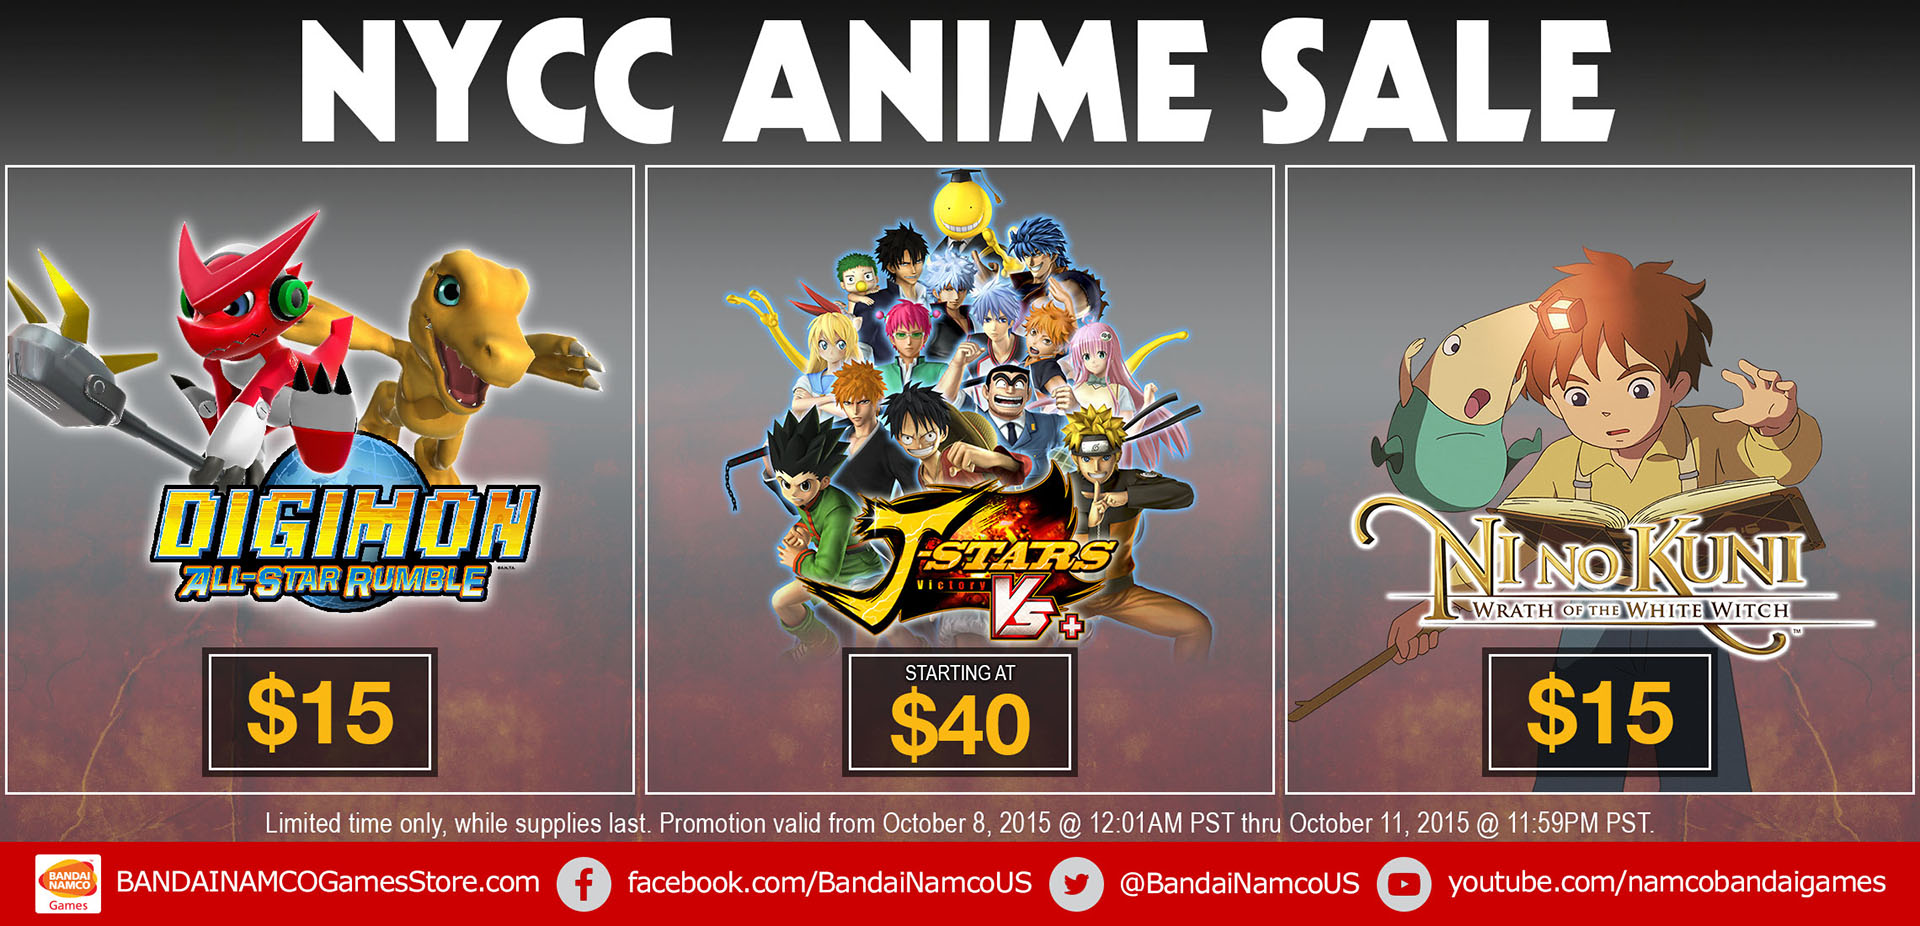 NYCC ANIME SALE
DIGIMON
ALL-STAR RUMBLE
$15
J-STARS
Victory
VS+
STARTING AT
$40
NI NO KUNI
WRATH OF THE WHITE WITCH™
$15
Limited time only, while supplies last. Promotion valid from October 8, 2015 @ 12:01AM PST thru October 11, 2015 @ 11:59PM PST.
BANDAI
NAMCO
Games
BANDAINAMCOGamesStore.com
facebook.com/BandaiNamcoUS
@BandaiNamcoUS
youtube.com/namcobandaigames